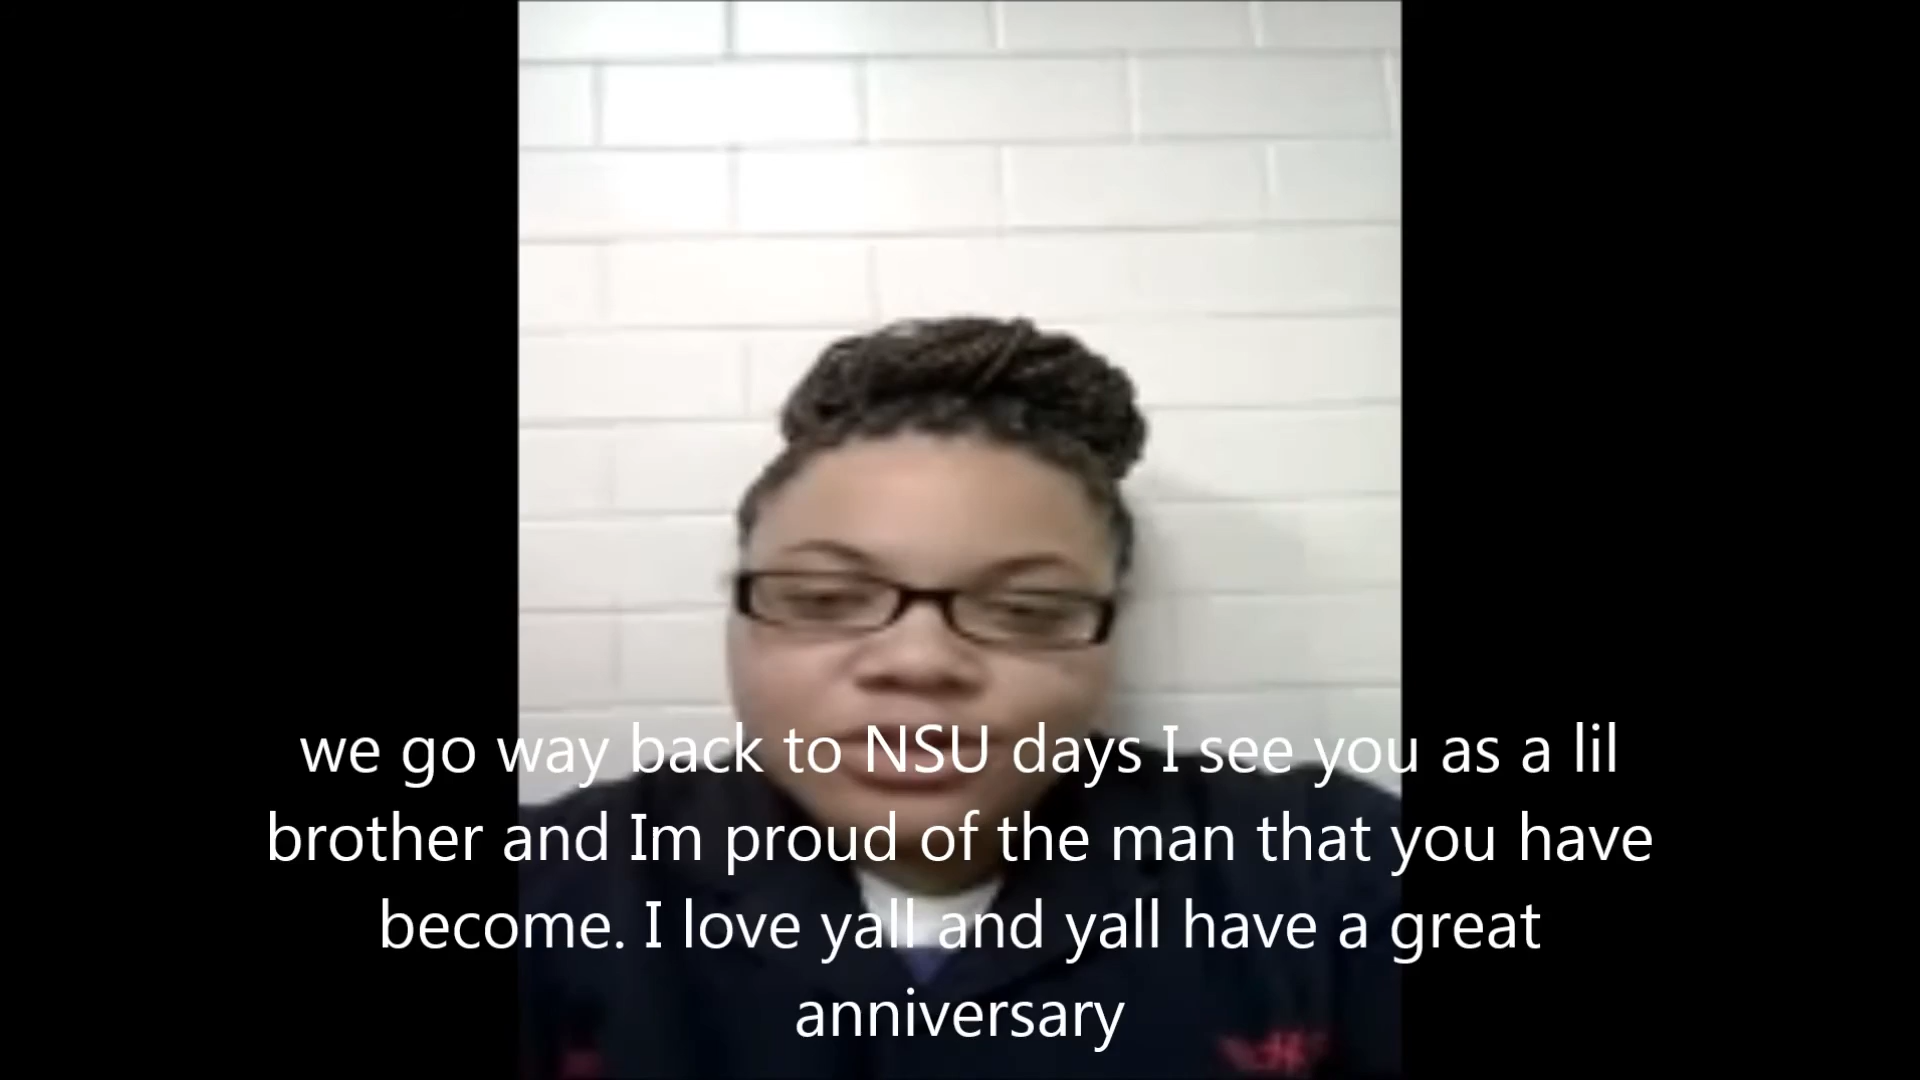 we go way back to NSU days I see you as a lil
brother and Im proud of the man that you have
become. I love yall and yall have a great
anniversary